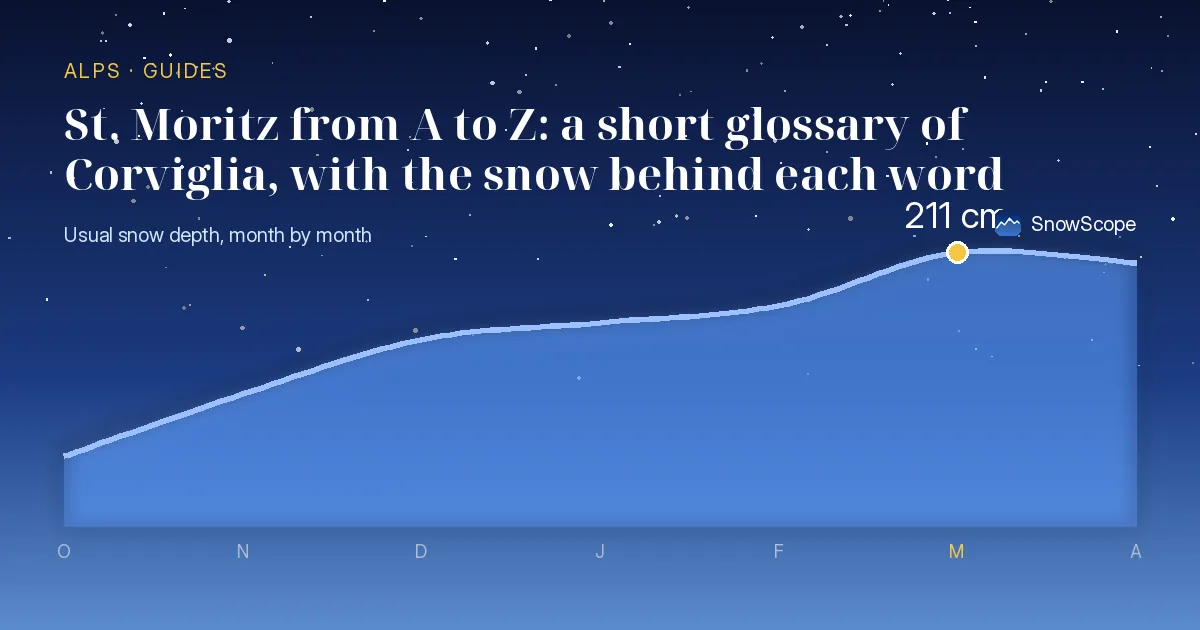 ALPS · GUIDES
St, Moritz from A to Z: a short glossary of
Corviglia, with the snow behind each word
Usual snow depth, month by month
211 cm
SnowScope
O N D J F M A